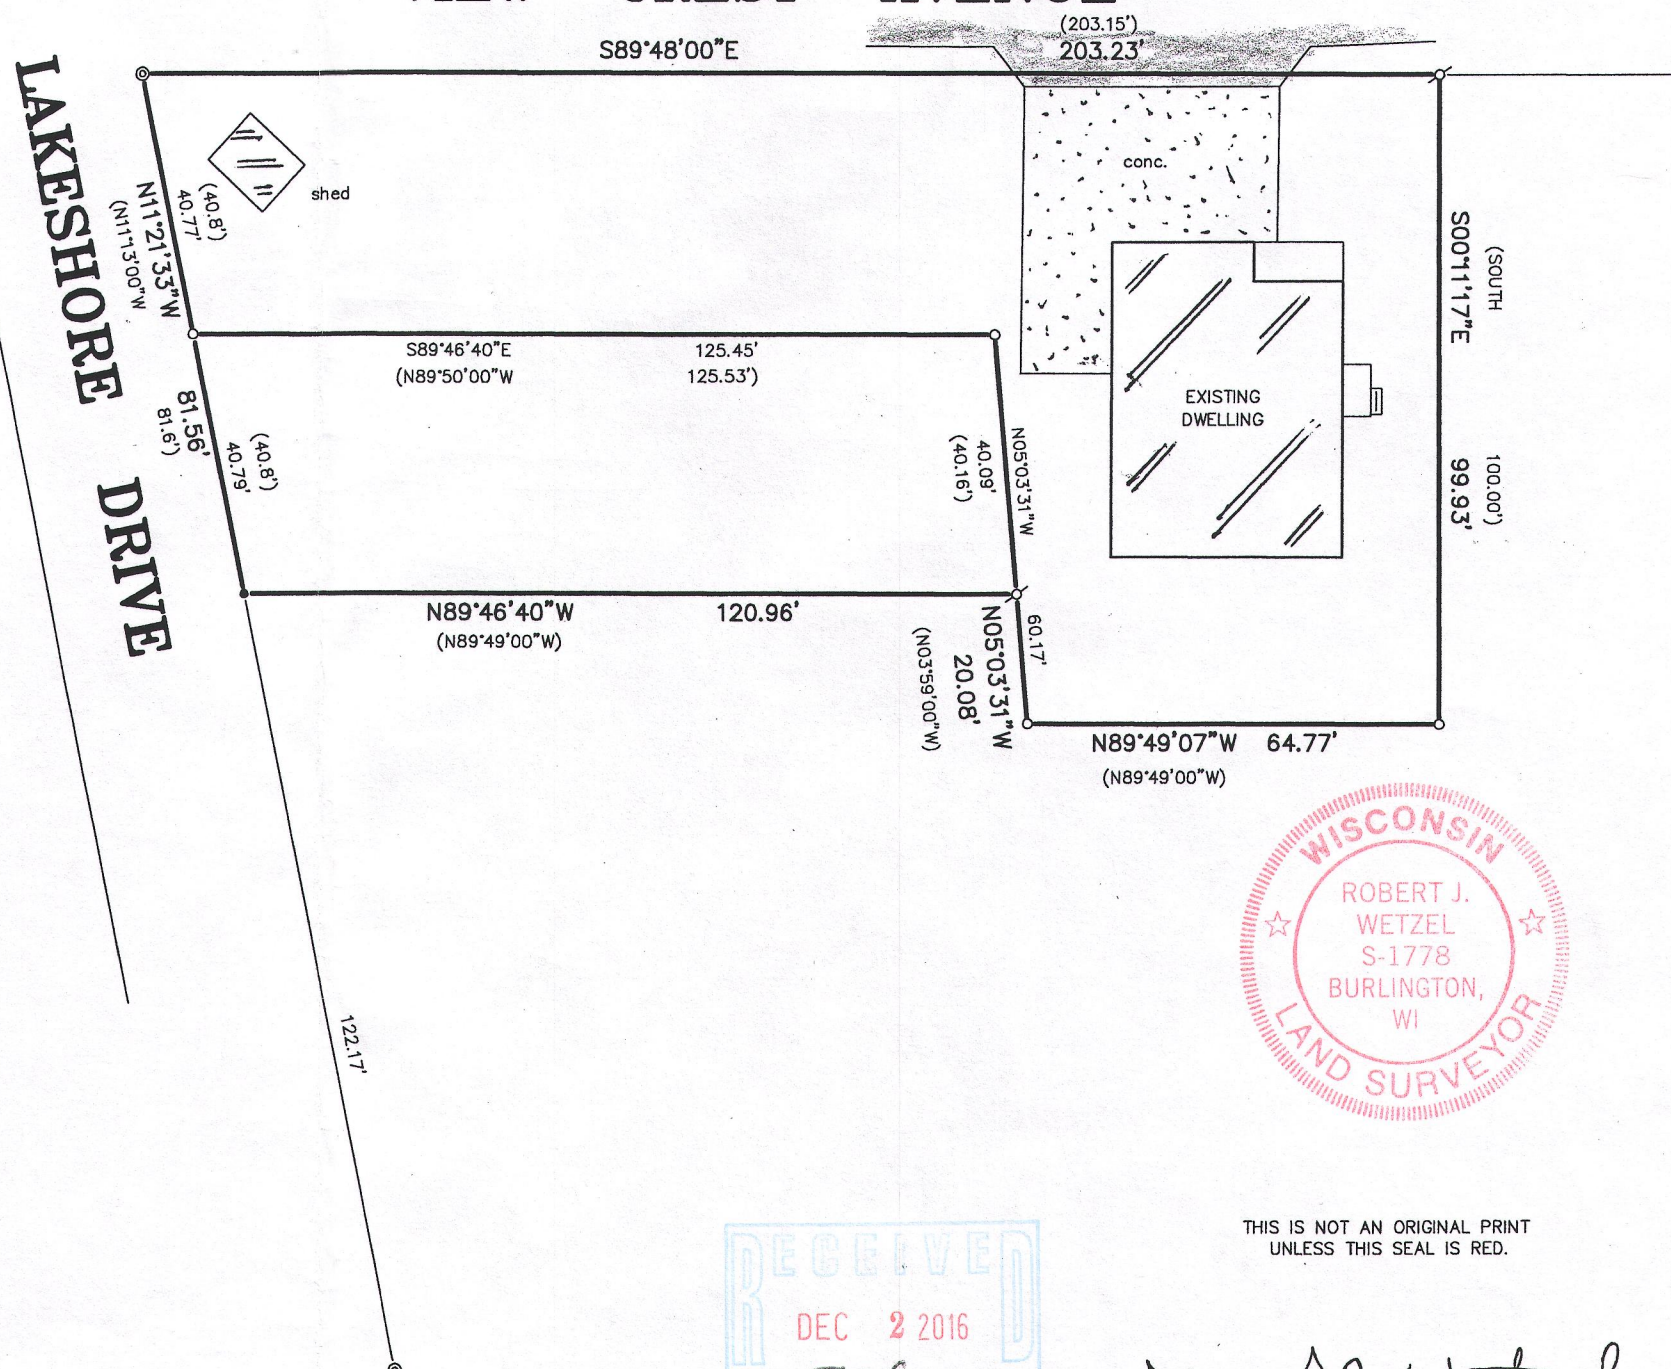 (203.15')
S89°48'00"E
203.23'
LAKESHORE DRIVE
N11°21'33"W
(N11°13'00"W
(40.8')
40.77'
shed
conc.
(SOUTH
S00°11'17"E
S89°46'40"E 125.45'
(N89°50'00"W 125.53')
EXISTING
DWELLING
81.56'
81.6')
(40.8')
40.79'
N05°03'31"W
40.09'
(40.16')
100.00')
99.93'
N89°46'40"W 120.96'
(N89°49'00"W)
60.17'
N05°03'31"W
20.08'
(N03°59'00"W)
N89°49'07"W 64.77'
(N89°49'00"W)
WISCONSIN
ROBERT J.
WETZEL
S-1778
BURLINGTON,
WI
LAND SURVEYOR
122.17'
THIS IS NOT AN ORIGINAL PRINT
UNLESS THIS SEAL IS RED.
RECEIVED
DEC 2 2016